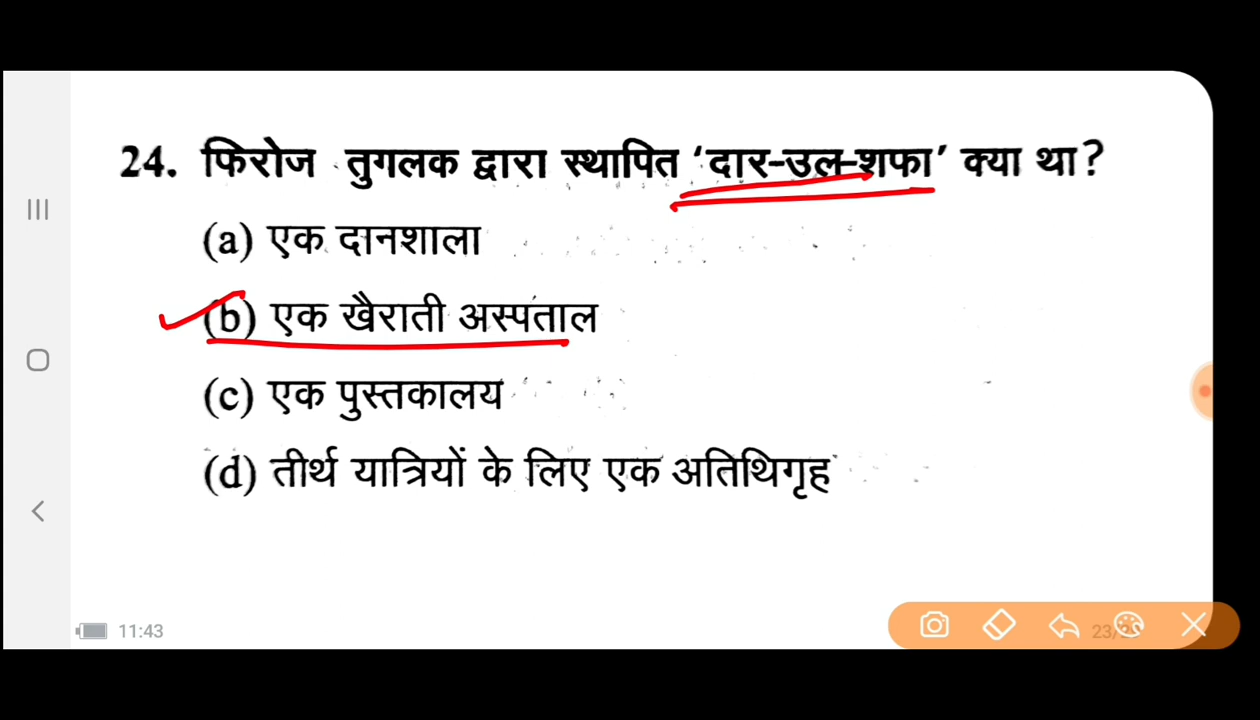 24. फिरोज तुगलक द्वारा स्थापित ‘दार-उल-शफा’ क्या था?
(a) एक दानशाला
(b) एक खैराती अस्पताल
(c) एक पुस्तकालय
(d) तीर्थ यात्रियों के लिए एक अतिथिगृह
11:43